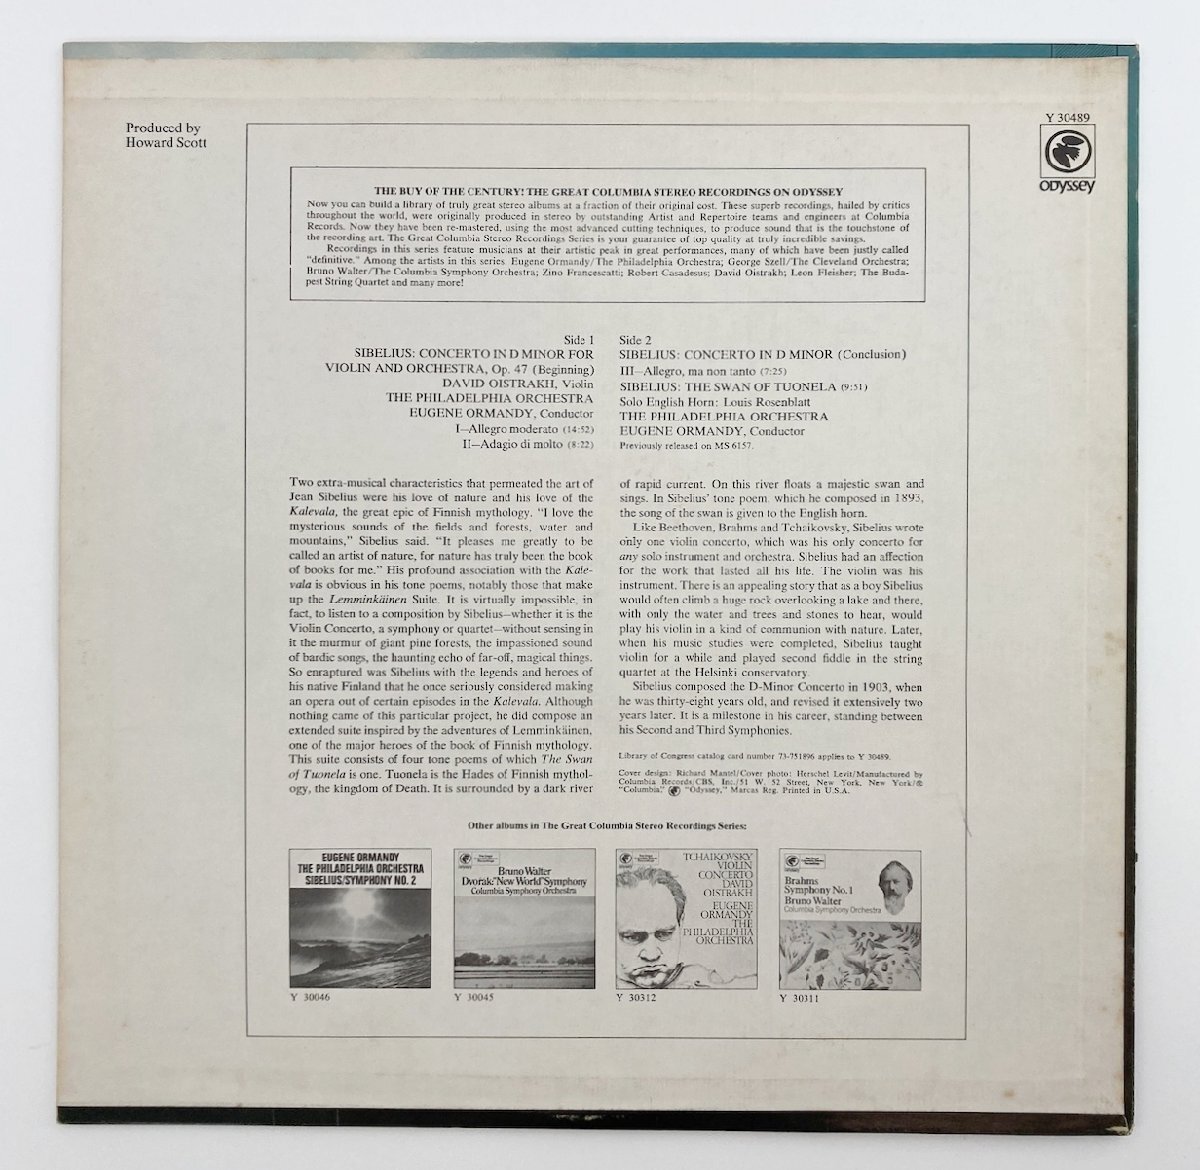 Produced by
Howard Scott
Y 30489
ODYSSEY
THE BUY OF THE CENTURY! THE GREAT COLUMBIA STEREO RECORDINGS ON ODYSSEY
Now you can build a library of truly great stereo albums at a fraction of their original cost. These superb recordings, hailed by critics
throughout the world, were originally produced in stereo by outstanding Artist and Repertoire teams and engineers at Columbia
Records. Now they have been re-mastered, using the most advanced cutting techniques, to produce sound that is the touchstone of
the recording art. The Great Columbia Stereo Recordings Series is your guarantee of top quality at truly incredible savings.
Recordings in this series feature musicians at their artistic peak in great performances, many of which have been justly called
"definitive." Among the artists in this series Eugene Ormandy/The Philadelphia Orchestra; George Szell/The Cleveland Orchestra;
Bruno Walter/The Columbia Symphony Orchestra; Zino Francescatti; Robert Casadesus; David Oistrakh; Leon Fleisher; The Buda-
pest String Quartet and many more!
Side 1
SIBELIUS: CONCERTO IN D MINOR FOR
VIOLIN AND ORCHESTRA, Op. 47 (Beginning)
DAVID OISTRAKH, Violin
THE PHILADELPHIA ORCHESTRA
EUGENE ORMANDY, Conductor
I—Allegro moderato (14:52)
II—Adagio di molto (8:22)
Side 2
SIBELIUS: CONCERTO IN D MINOR (Conclusion)
III—Allegro, ma non tanto (7:25)
SIBELIUS: THE SWAN OF TUONELA (9:51)
Solo English Horn: Louis Rosenblatt
THE PHILADELPHIA ORCHESTRA
EUGENE ORMANDY, Conductor
Previously released on MS 6157.
Two extra-musical characteristics that permeated the art of
Jean Sibelius were his love of nature and his love of the
Kalevala, the great epic of Finnish mythology. "I love the
mysterious sounds of the fields and forests, water and
mountains," Sibelius said. "It pleases me greatly to be
called an artist of nature, for nature has truly been the book
of books for me." His profound association with the Kale-
vala is obvious in his tone poems, notably those that make
up the Lemminkäinen Suite. It is virtually impossible, in
fact, to listen to a composition by Sibelius—whether it is the
Violin Concerto, a symphony or quartet—without sensing in
it the murmur of giant pine forests, the impassioned sound
of bardic songs, the haunting echo of far-off, magical things.
So enraptured was Sibelius with the legends and heroes of
his native Finland that he once seriously considered making
an opera out of certain episodes in the Kalevala. Although
nothing came of this particular project, he did compose an
extended suite inspired by the adventures of Lemminkäinen,
one of the major heroes of the book of Finnish mythology.
This suite consists of four tone poems of which The Swan
of Tuonela is one. Tuonela is the Hades of Finnish mythol-
ogy, the kingdom of Death. It is surrounded by a dark river
of rapid current. On this river floats a majestic swan and
sings. In Sibelius' tone poem, which he composed in 1893,
the song of the swan is given to the English horn.
Like Beethoven, Brahms and Tchaikovsky, Sibelius wrote
only one violin concerto, which was his only concerto for
any solo instrument and orchestra. Sibelius had an affection
for the work that lasted all his life. The violin was his
instrument. There is an appealing story that as a boy Sibelius
would often climb a huge rock overlooking a lake and there,
with only the water and trees and stones to hear, would
play his violin in a kind of communion with nature. Later,
when his music studies were completed, Sibelius taught
violin for a while and played second fiddle in the string
quartet at the Helsinki conservatory.
Sibelius composed the D-Minor Concerto in 1903, when
he was thirty-eight years old, and revised it extensively two
years later. It is a milestone in his career, standing between
his Second and Third Symphonies.
Library of Congress catalog card number 73-751896 applies to Y 30489.
Cover design: Richard Mantel/Cover photo: Herschel Levit/Manufactured by
Columbia Records/CBS, Inc./51 W. 52 Street, New York, New York/®
"Columbia," "Odyssey," Marcas Reg. Printed in U.S.A.
Other albums in The Great Columbia Stereo Recordings Series:
EUGENE ORMANDY
THE PHILADELPHIA ORCHESTRA
SIBELIUS/SYMPHONY NO. 2
Y 30046
Bruno Walter
Dvořák: "New World" Symphony
Columbia Symphony Orchestra
Y 30045
TCHAIKOVSKY
VIOLIN
CONCERTO
DAVID
OISTRAKH
EUGENE
ORMANDY
THE
PHILADELPHIA
ORCHESTRA
Y 30312
Brahms
Symphony No. 1
Bruno Walter
Columbia Symphony Orchestra
Y 30311